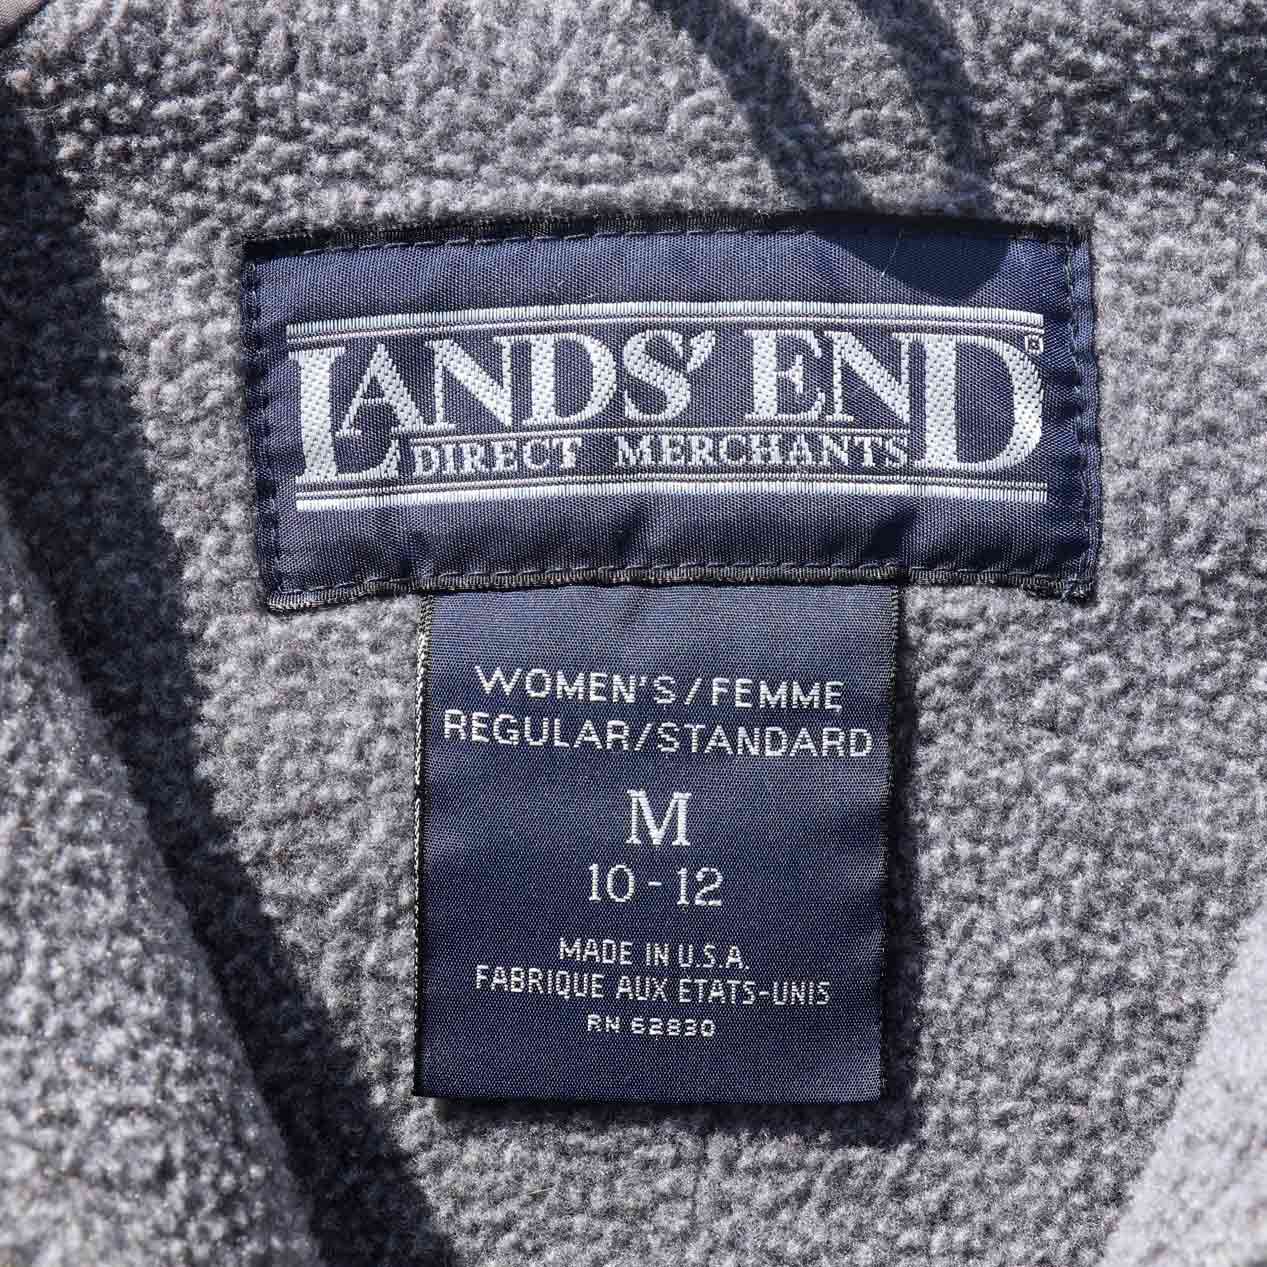 LANDS' END®
DIRECT MERCHANTS
WOMEN'S/FEMME
REGULAR/STANDARD
M
10-12
MADE IN U.S.A.
FABRIQUE AUX ETATS-UNIS
RN 62830